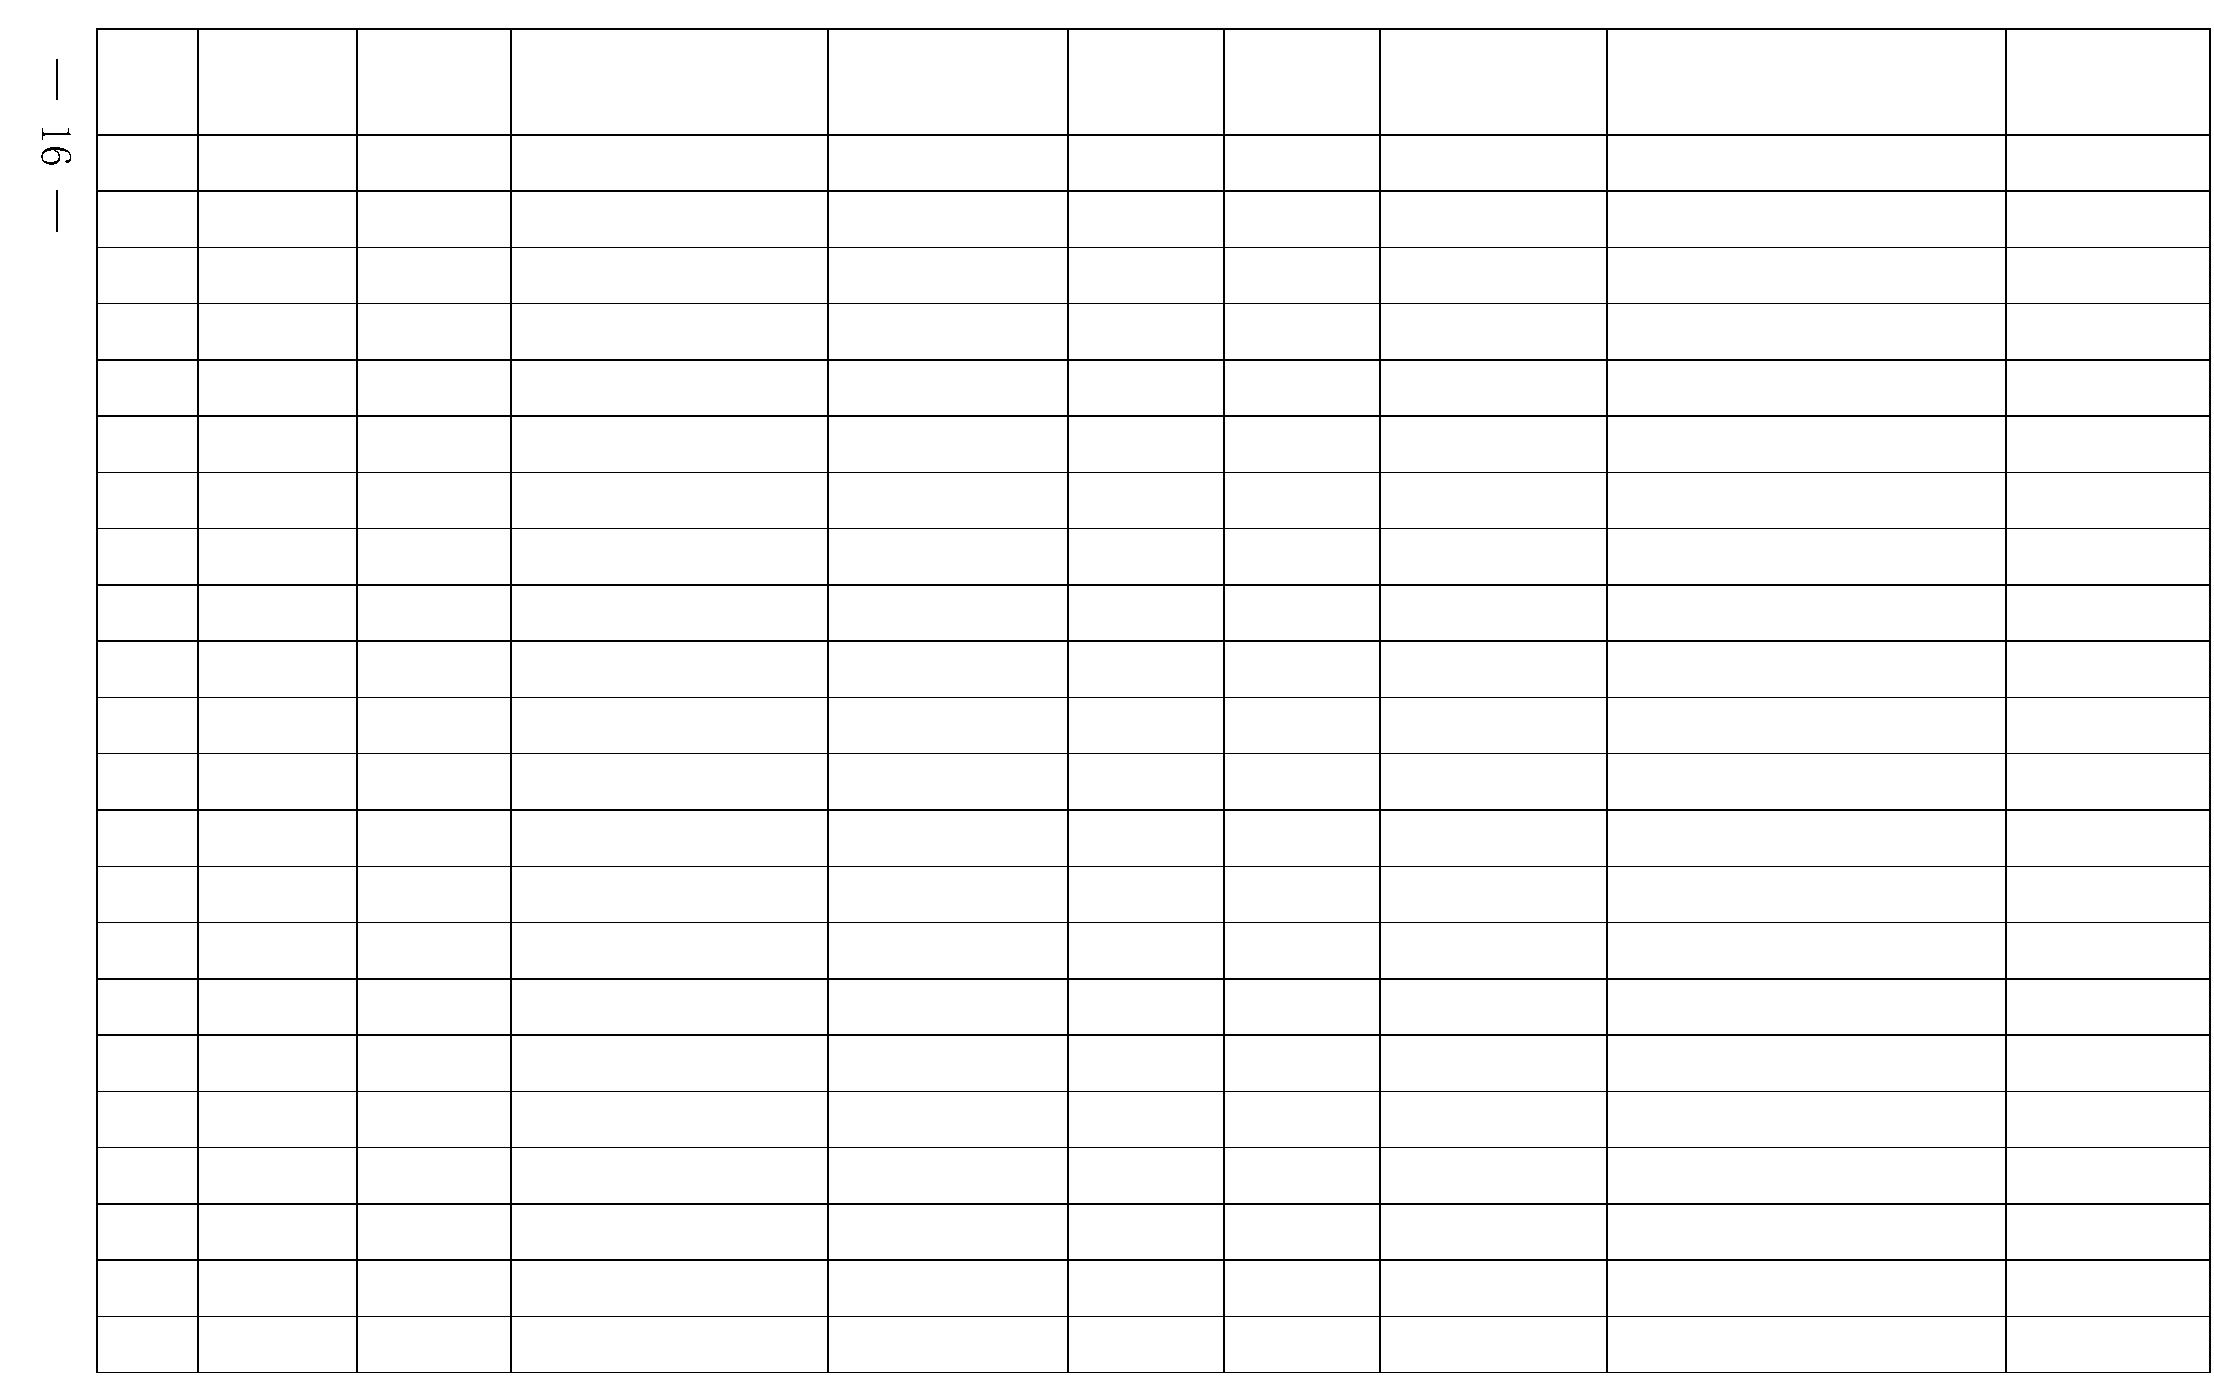 — 16 —